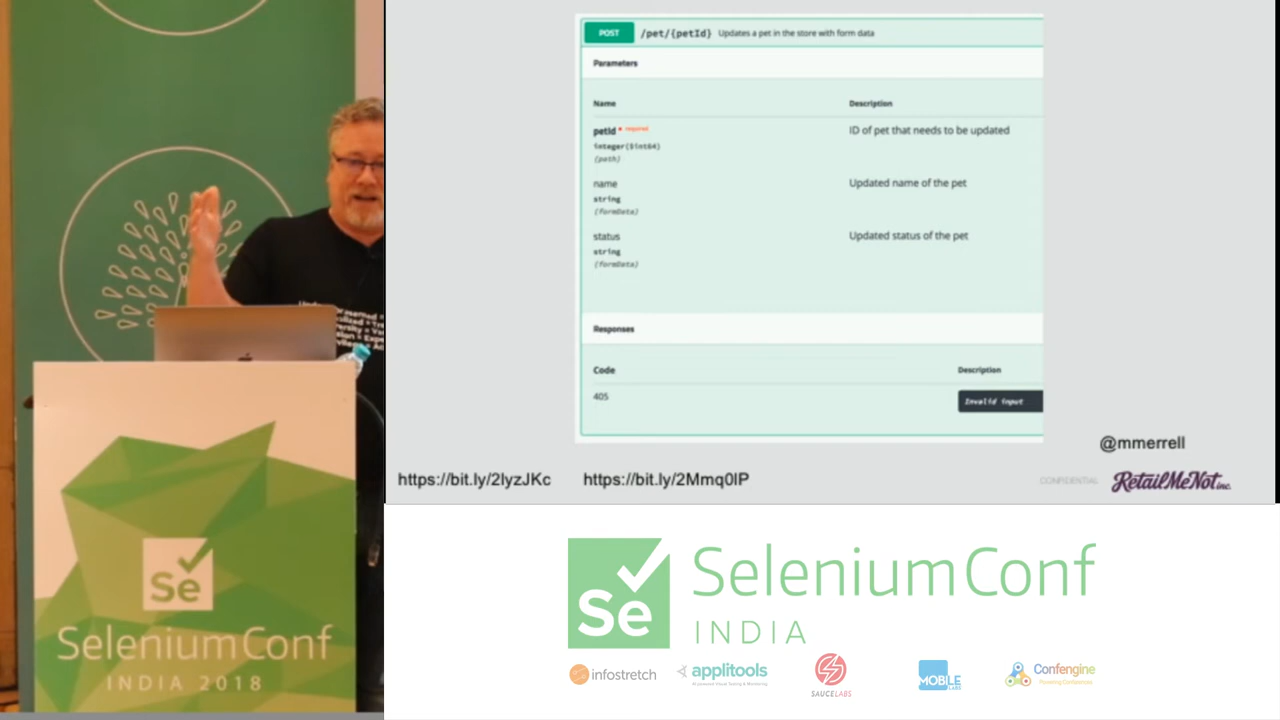 POST /pet/{petId} Updates a pet in the store with form data
Parameters
Name Description
petId * required ID of pet that needs to be updated
integer($int64)
(path)
name Updated name of the pet
string
(formData)
status Updated status of the pet
string
(formData)
Responses
Code Description
405 Invalid input
@mmerrell
https://bit.ly/2lyzJKc https://bit.ly/2Mmq0lP
CONFIDENTIAL RetailMeNot inc.
Se
SeleniumConf
INDIA 2018
Se
SeleniumConf
INDIA
infostretch
applitools
SAUCELABS
MOBILE
LABS
Confengine
Powering Conferences